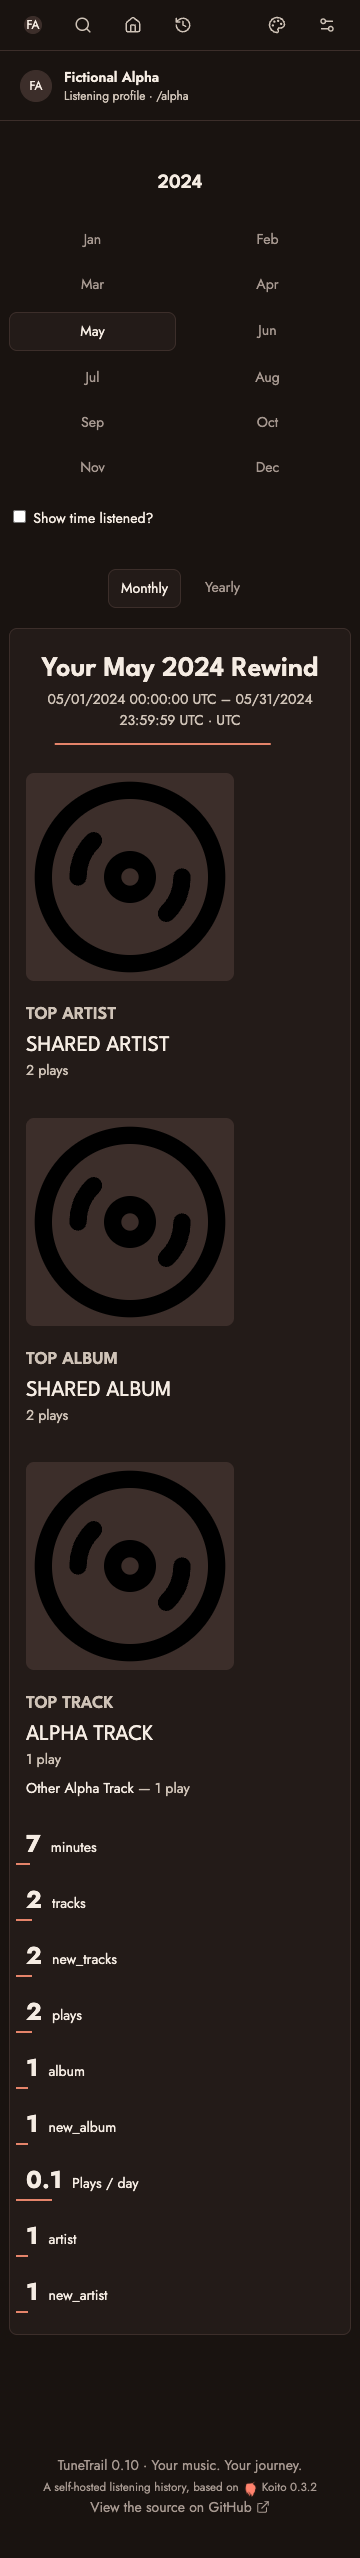 FA
FA
Fictional Alpha
Listening profile · /alpha
2024
Jan Feb
Mar Apr
May Jun
Jul Aug
Sep Oct
Nov Dec
Show time listened?
Monthly Yearly
Your May 2024 Rewind
05/01/2024 00:00:00 UTC — 05/31/2024
23:59:59 UTC · UTC
TOP ARTIST
SHARED ARTIST
2 plays
TOP ALBUM
SHARED ALBUM
2 plays
TOP TRACK
ALPHA TRACK
1 play
Other Alpha Track — 1 play
7 minutes
2 tracks
2 new_tracks
2 plays
1 album
1 new_album
0.1 Plays / day
1 artist
1 new_artist
TuneTrail 0.10 · Your music. Your journey.
A self-hosted listening history, based on Koito 0.3.2
View the source on GitHub